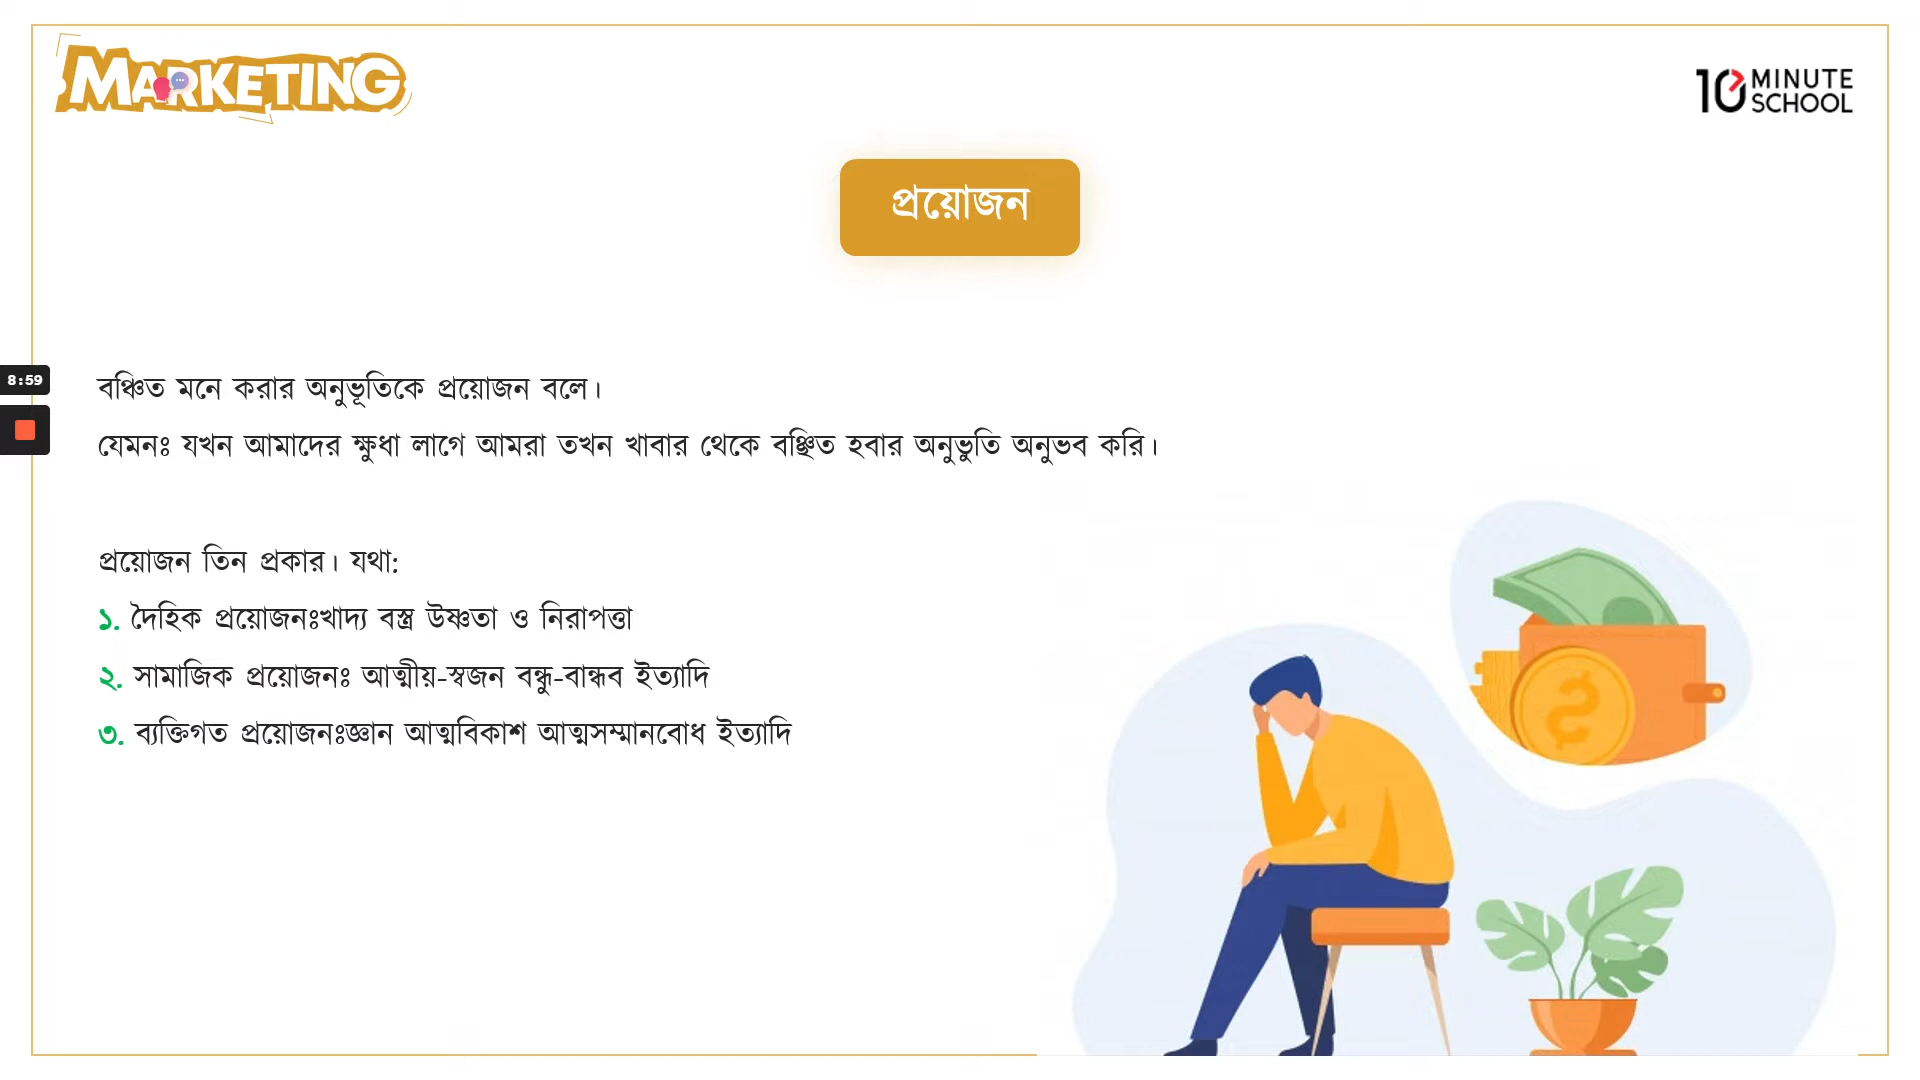 MARKETING
10 MINUTE SCHOOL
প্রয়োজন
বঞ্চিত মনে করার অনুভূতিকে প্রয়োজন বলে।
যেমনঃ যখন আমাদের ক্ষুধা লাগে আমরা তখন খাবার থেকে বঞ্ছিত হবার অনুভুতি অনুভব করি।
8:59
প্রয়োজন তিন প্রকার। যথা:
১. দৈহিক প্রয়োজনঃখাদ্য বস্ত্র উষ্ণতা ও নিরাপত্তা
২. সামাজিক প্রয়োজনঃ আত্মীয়-স্বজন বন্ধু-বান্ধব ইত্যাদি
৩. ব্যক্তিগত প্রয়োজনঃজ্ঞান আত্মবিকাশ আত্মসম্মানবোধ ইত্যাদি